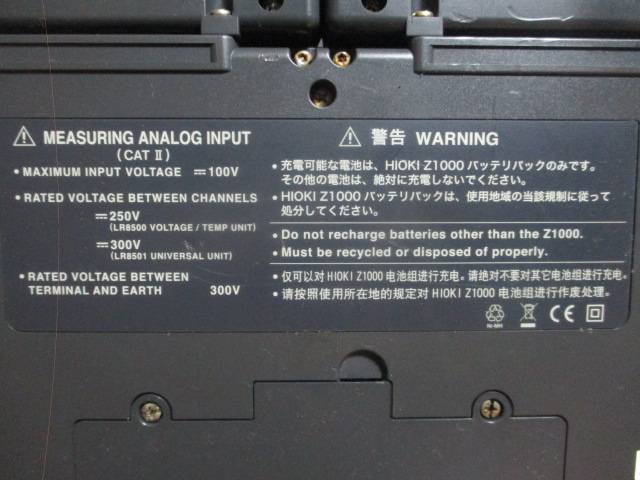 ⚠ MEASURING ANALOG INPUT
(CAT Ⅱ)
• MAXIMUM INPUT VOLTAGE ⎓100V
• RATED VOLTAGE BETWEEN CHANNELS
⎓250V
(LR8500 VOLTAGE / TEMP UNIT)
⎓300V
(LR8501 UNIVERSAL UNIT)
• RATED VOLTAGE BETWEEN
TERMINAL AND EARTH 300V
⚠ 警告 WARNING
• 充電可能な電池は、HIOKI Z1000 バッテリパックのみです。
その他の電池は、絶対に充電しないでください。
• HIOKI Z1000 バッテリパックは、使用地域の当該規制に従って
処分してください。
• Do not recharge batteries other than the Z1000.
• Must be recycled or disposed of properly.
• 仅可以对 HIOKI Z1000 电池组进行充电。请绝对不要对其它电池组进行充电。
• 请按照使用所在地的规定对 HIOKI Z1000 电池组进行作废处理。
Ni-MH CE